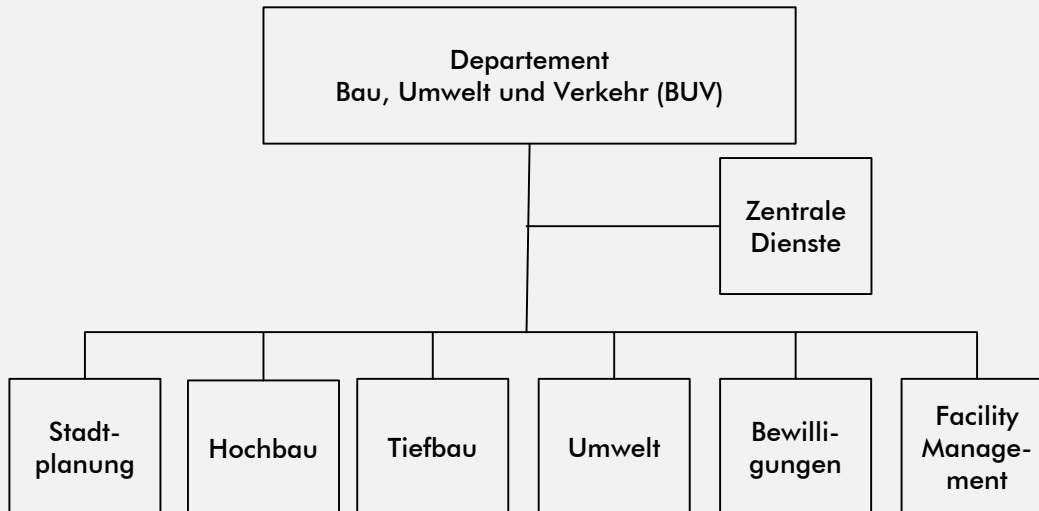 Departement
Bau, Umwelt und Verkehr (BUV)
Zentrale
Dienste
Stadt-
planung
Hochbau
Tiefbau
Umwelt
Bewilli-
gungen
Facility
Manage-
ment